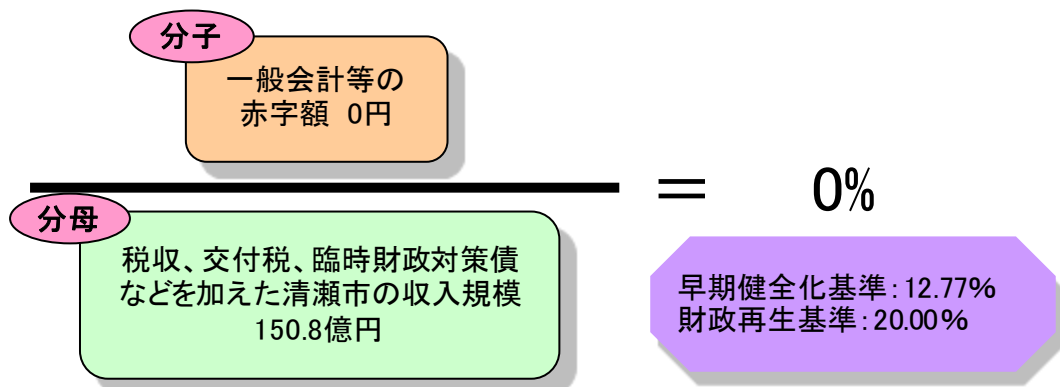 分子
一般会計等の
赤字額 0円
＝ 0%
分母
税収、交付税、臨時財政対策債
などを加えた清瀬市の収入規模
150.8億円
早期健全化基準：12.77%
財政再生基準：20.00%